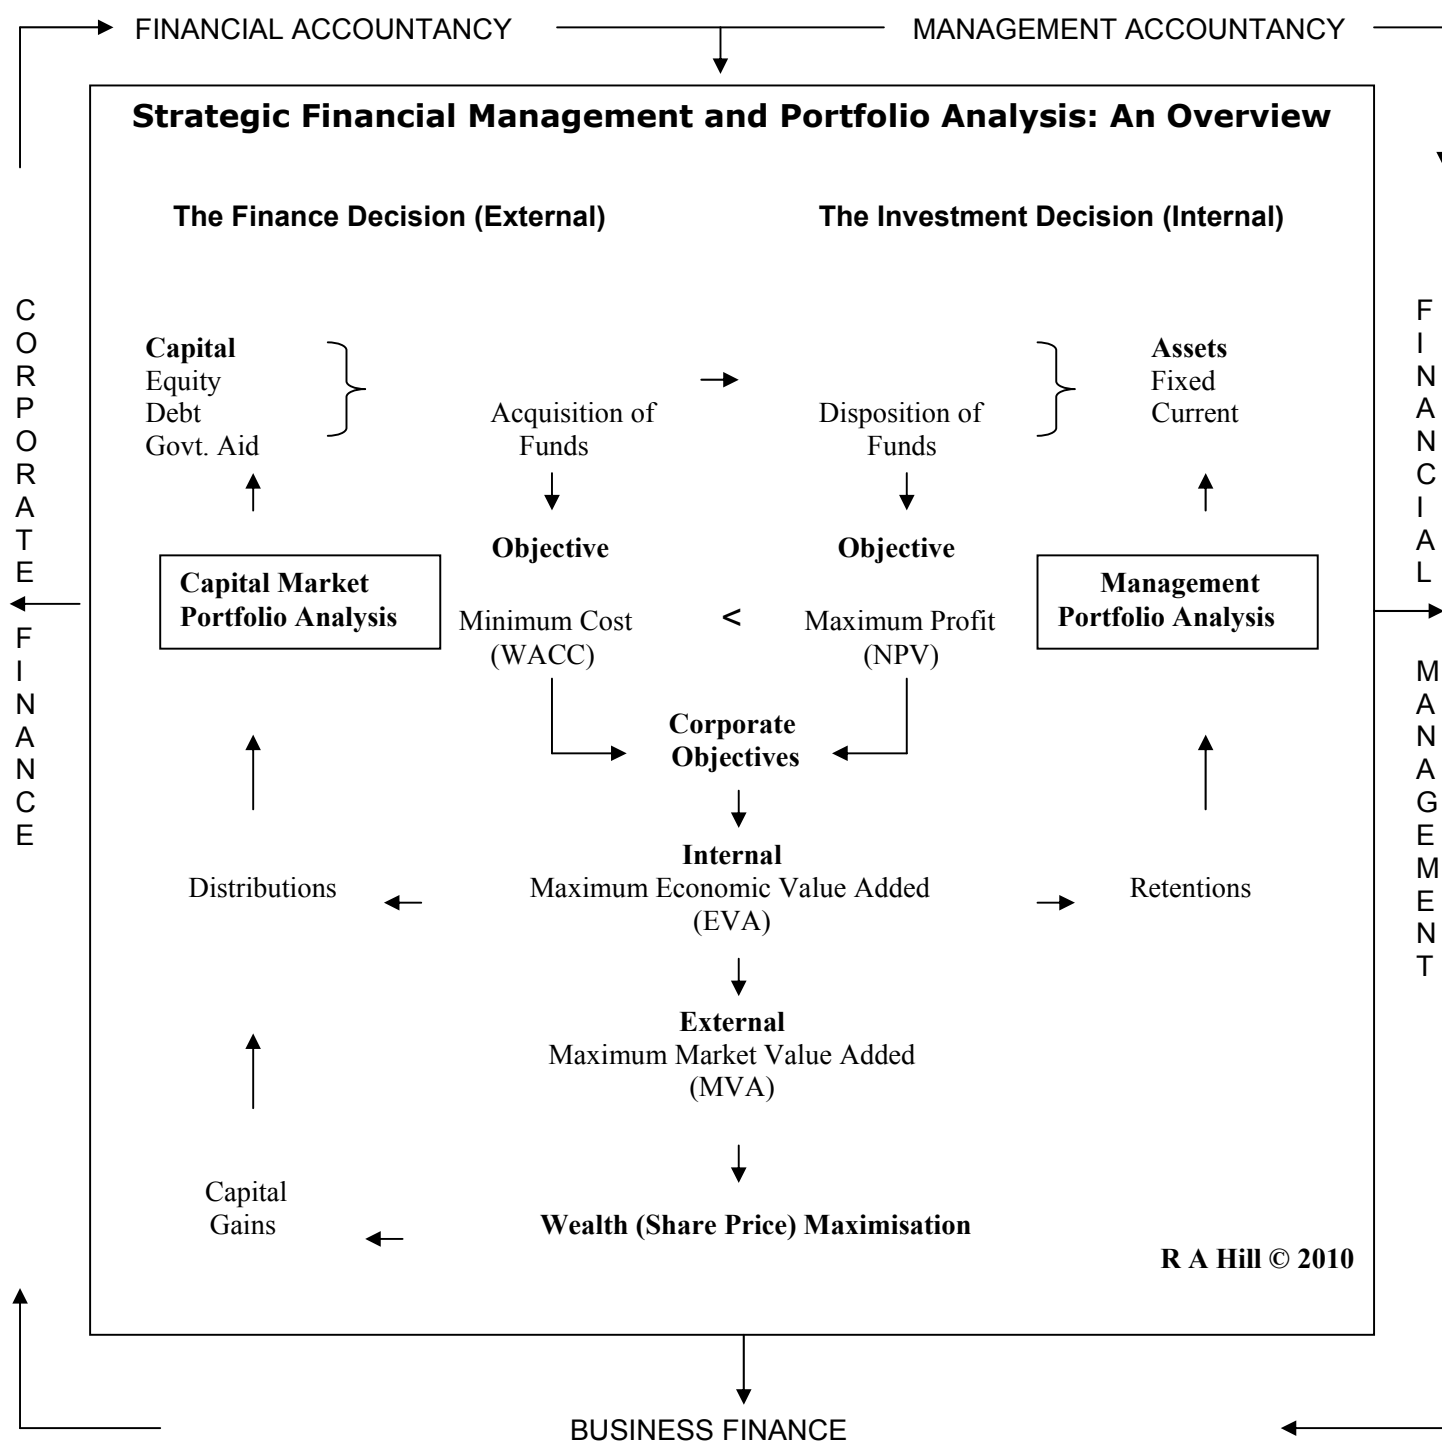 FINANCIAL ACCOUNTANCY
MANAGEMENT ACCOUNTANCY
Strategic Financial Management and Portfolio Analysis: An Overview
The Finance Decision (External)
The Investment Decision (Internal)
CORPORATE FINANCE
Capital
Equity
Debt
Govt. Aid
Acquisition of
Funds
Disposition of
Funds
Assets
Fixed
Current
Objective
Objective
Capital Market
Portfolio Analysis
Minimum Cost
(WACC)
<
Maximum Profit
(NPV)
Management
Portfolio Analysis
Corporate
Objectives
Internal
Maximum Economic Value Added
(EVA)
Distributions
Retentions
External
Maximum Market Value Added
(MVA)
Capital
Gains
Wealth (Share Price) Maximisation
R A Hill © 2010
FINANCIAL MANAGEMENT
BUSINESS FINANCE